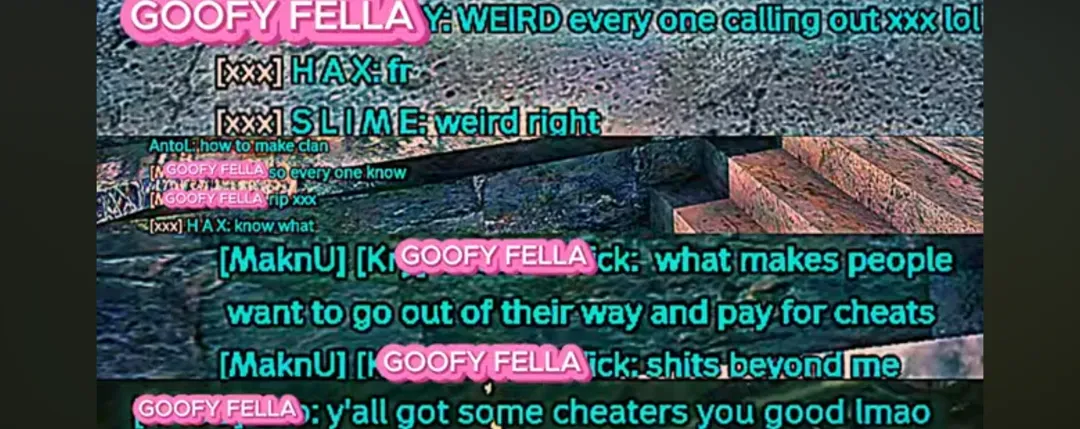 GOOFY FELLA Y: WEIRD every one calling out xxx lol
[xxx] H A X: fr
[xxx] S L I M E: weird right
AntoL: how to make clan
[M GOOFY FELLA so every one know
[M GOOFY FELLA rip xxx
[xxx] H A X: know what
[MaknU] [Kr GOOFY FELLA ck: what makes people
want to go out of their way and pay for cheats
[MaknU] [K GOOFY FELLA ick: shits beyond me
GOOFY FELLA : y'all got some cheaters you good lmao